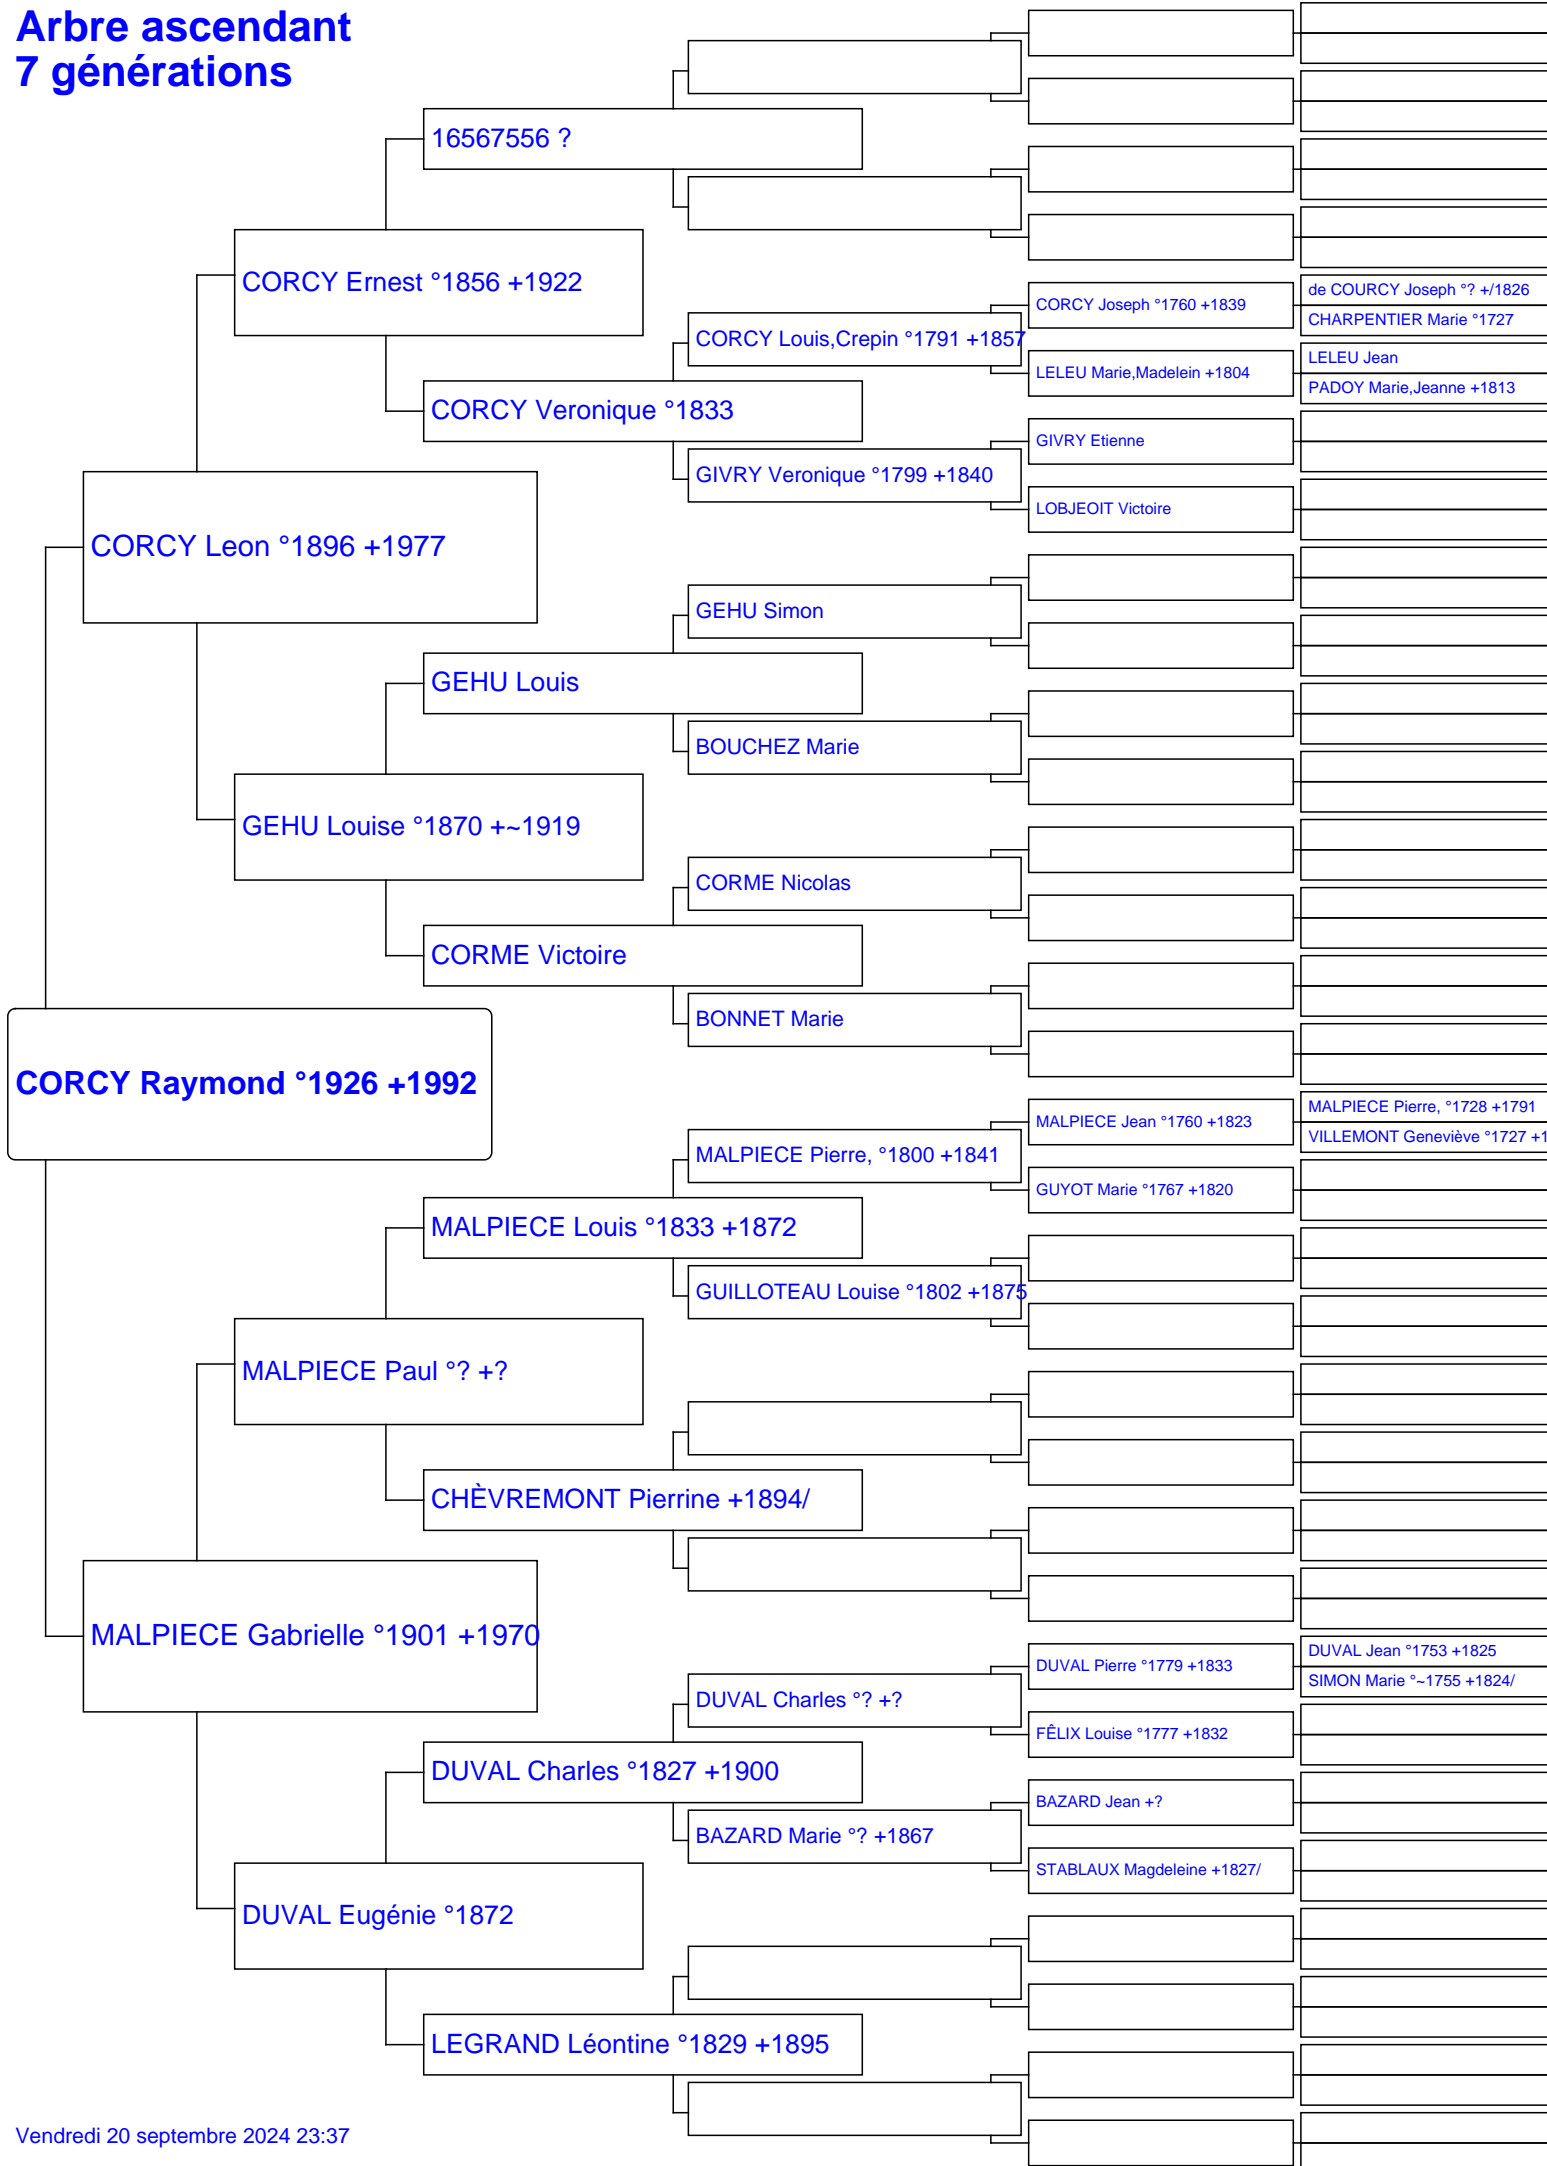 Arbre ascendant
7 générations
16567556 ?
CORCY Ernest °1856 +1922
de COURCY Joseph °? +/1826
CORCY Joseph °1760 +1839
CHARPENTIER Marie °1727
CORCY Louis,Crepin °1791 +1857
LELEU Jean
LELEU Marie,Madelein +1804
PADOY Marie,Jeanne +1813
CORCY Veronique °1833
GIVRY Etienne
GIVRY Veronique °1799 +1840
LOBJEOIT Victoire
CORCY Leon °1896 +1977
GEHU Simon
GEHU Louis
BOUCHEZ Marie
GEHU Louise °1870 +~1919
CORME Nicolas
CORME Victoire
BONNET Marie
CORCY Raymond °1926 +1992
MALPIECE Pierre, °1728 +1791
MALPIECE Jean °1760 +1823
VILLEMONT Geneviève °1727 +1
MALPIECE Pierre, °1800 +1841
GUYOT Marie °1767 +1820
MALPIECE Louis °1833 +1872
GUILLOTEAU Louise °1802 +1875
MALPIECE Paul °? +?
CHÈVREMONT Pierrine +1894/
MALPIECE Gabrielle °1901 +1970
DUVAL Jean °1753 +1825
DUVAL Pierre °1779 +1833
SIMON Marie °~1755 +1824/
DUVAL Charles °? +?
FÊLIX Louise °1777 +1832
DUVAL Charles °1827 +1900
BAZARD Jean +?
BAZARD Marie °? +1867
STABLAUX Magdeleine +1827/
DUVAL Eugénie °1872
LEGRAND Léontine °1829 +1895
Vendredi 20 septembre 2024 23:37